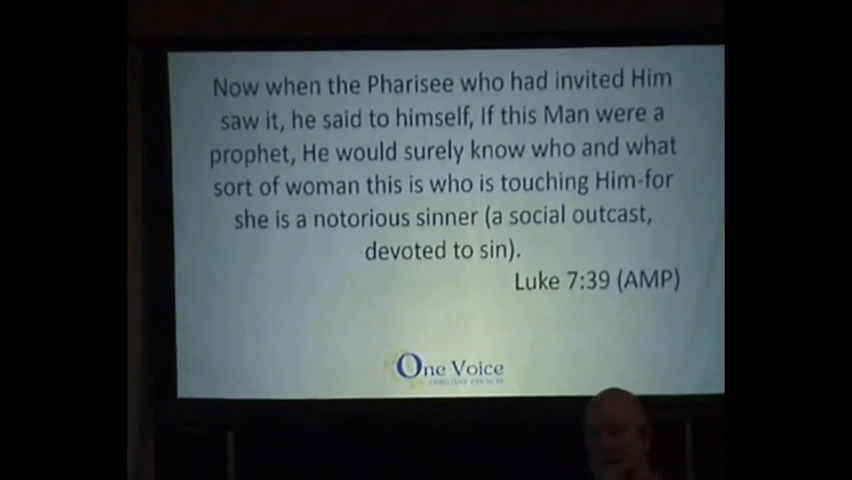 Now when the Pharisee who had invited Him
saw it, he said to himself, If this Man were a
prophet, He would surely know who and what
sort of woman this is who is touching Him-for
she is a notorious sinner (a social outcast,
devoted to sin).
Luke 7:39 (AMP)
One Voice